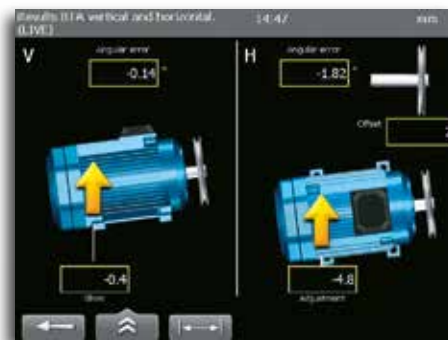 Results BTA vertical and horizontal. 14:47 mm
(LIVE)
V
Angular error
-0.14 °
H
Angular error
-1.82 °
Offset
-0.4
Shim
-4.8
Adjustment